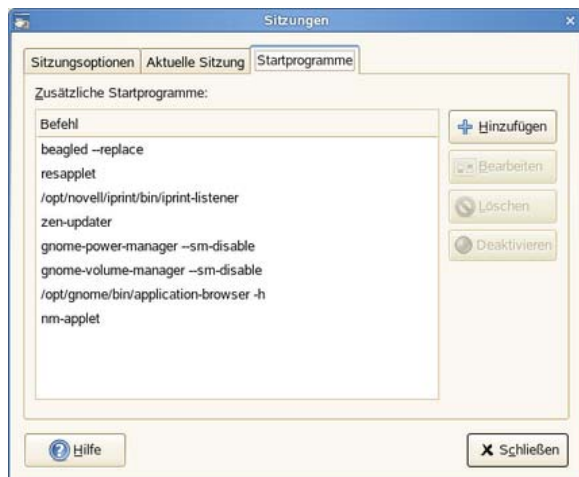 Sitzungen
Sitzungsoptionen
Aktuelle Sitzung
Startprogramme
Zusätzliche Startprogramme:
Befehl
beagled --replace
resapplet
/opt/novell/iprint/bin/iprint-listener
zen-updater
gnome-power-manager --sm-disable
gnome-volume-manager --sm-disable
/opt/gnome/bin/application-browser -h
nm-applet
Hinzufügen
Bearbeiten
Löschen
Deaktivieren
Hilfe
Schließen